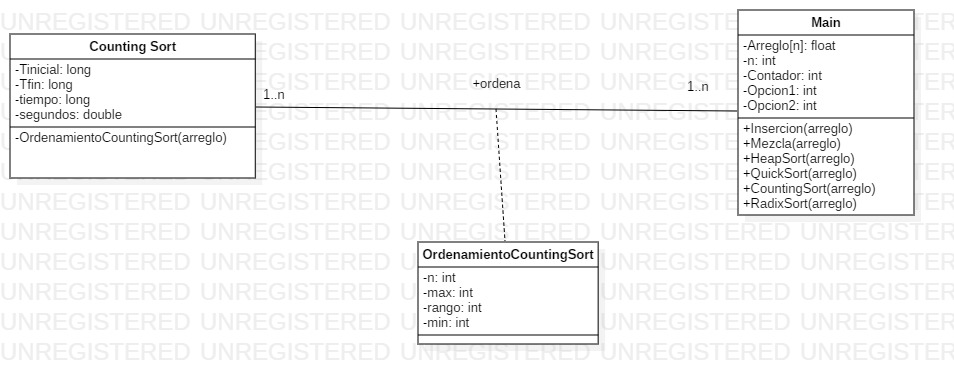 Counting Sort
-Tinicial: long
-Tfin: long
-tiempo: long
-segundos: double
-OrdenamientoCountingSort(arreglo)
1..n
+ordena
1..n
Main
-Arreglo[n]: float
-n: int
-Contador: int
-Opcion1: int
-Opcion2: int
+Insercion(arreglo)
+Mezcla(arreglo)
+HeapSort(arreglo)
+QuickSort(arreglo)
+CountingSort(arreglo)
+RadixSort(arreglo)
OrdenamientoCountingSort
-n: int
-max: int
-rango: int
-min: int
UNREGISTERED UNREGISTERED UNREGISTERED UNREGISTERED UNREGISTERED